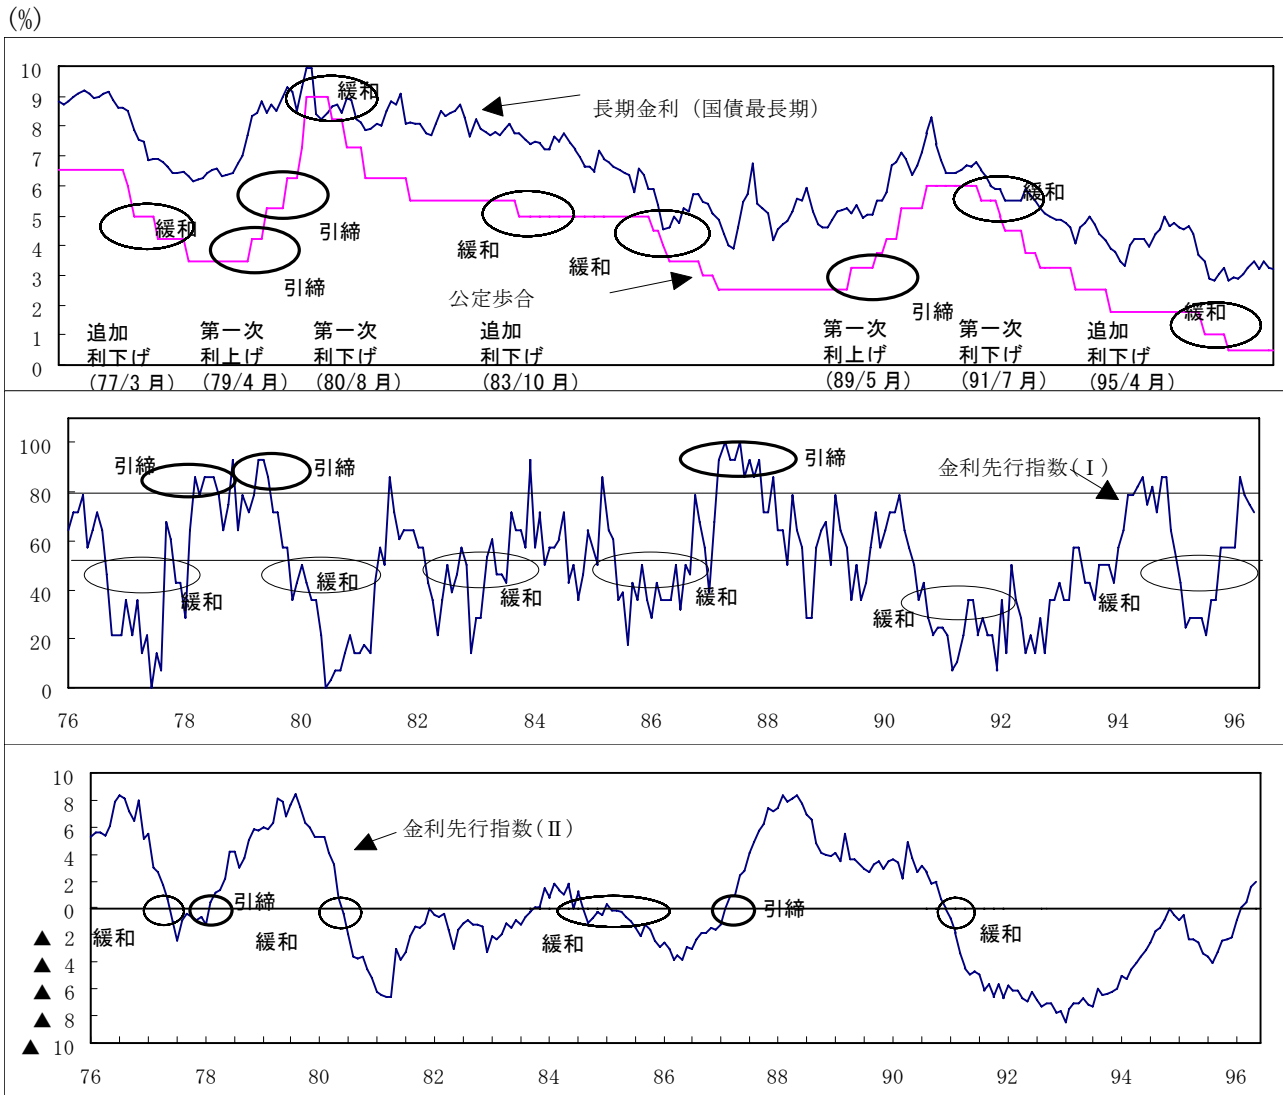 (%)
10
9
8
7
6
5
4
3
2
1
0
緩和
長期金利（国債最長期）
緩和
引締
引締
緩和
緩和
公定歩合
引締
緩和
緩和
追加
利下げ
(77/3 月)
第一次
利上げ
(79/4 月)
第一次
利下げ
(80/8 月)
追加
利下げ
(83/10 月)
第一次
利上げ
(89/5 月)
第一次
利下げ
(91/7 月)
追加
利下げ
(95/4 月)
100
80
60
40
20
0
引締
引締
引締
金利先行指数(Ⅰ)
緩和
緩和
緩和
緩和
緩和
緩和
76 78 80 82 84 86 88 90 92 94 96
10
8
6
4
2
0
▲ 2
▲ 4
▲ 6
▲ 8
▲ 10
金利先行指数(Ⅱ)
緩和
引締
緩和
緩和
引締
緩和
76 78 80 82 84 86 88 90 92 94 96